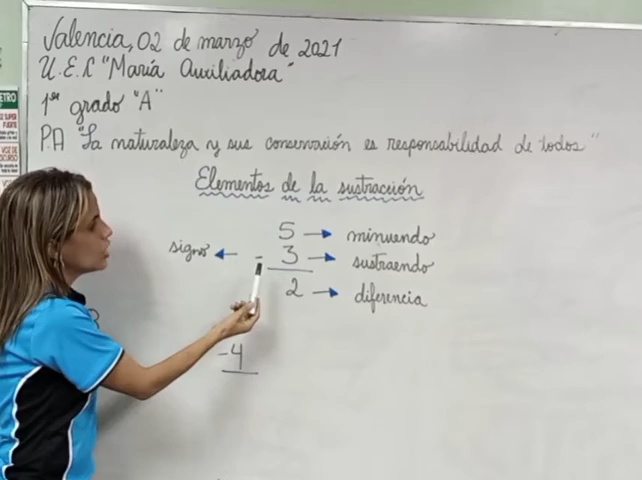 Valencia, 02 de marzo de 2021
U.E.C "María Auxiliadora"
1er grado "A"
P.A "La naturaleza y sus conservación es responsabilidad de todos"
Elementos de la sustracción
5 → minuendo
signo ← - 3 → sustraendo
2 → diferencia
-4